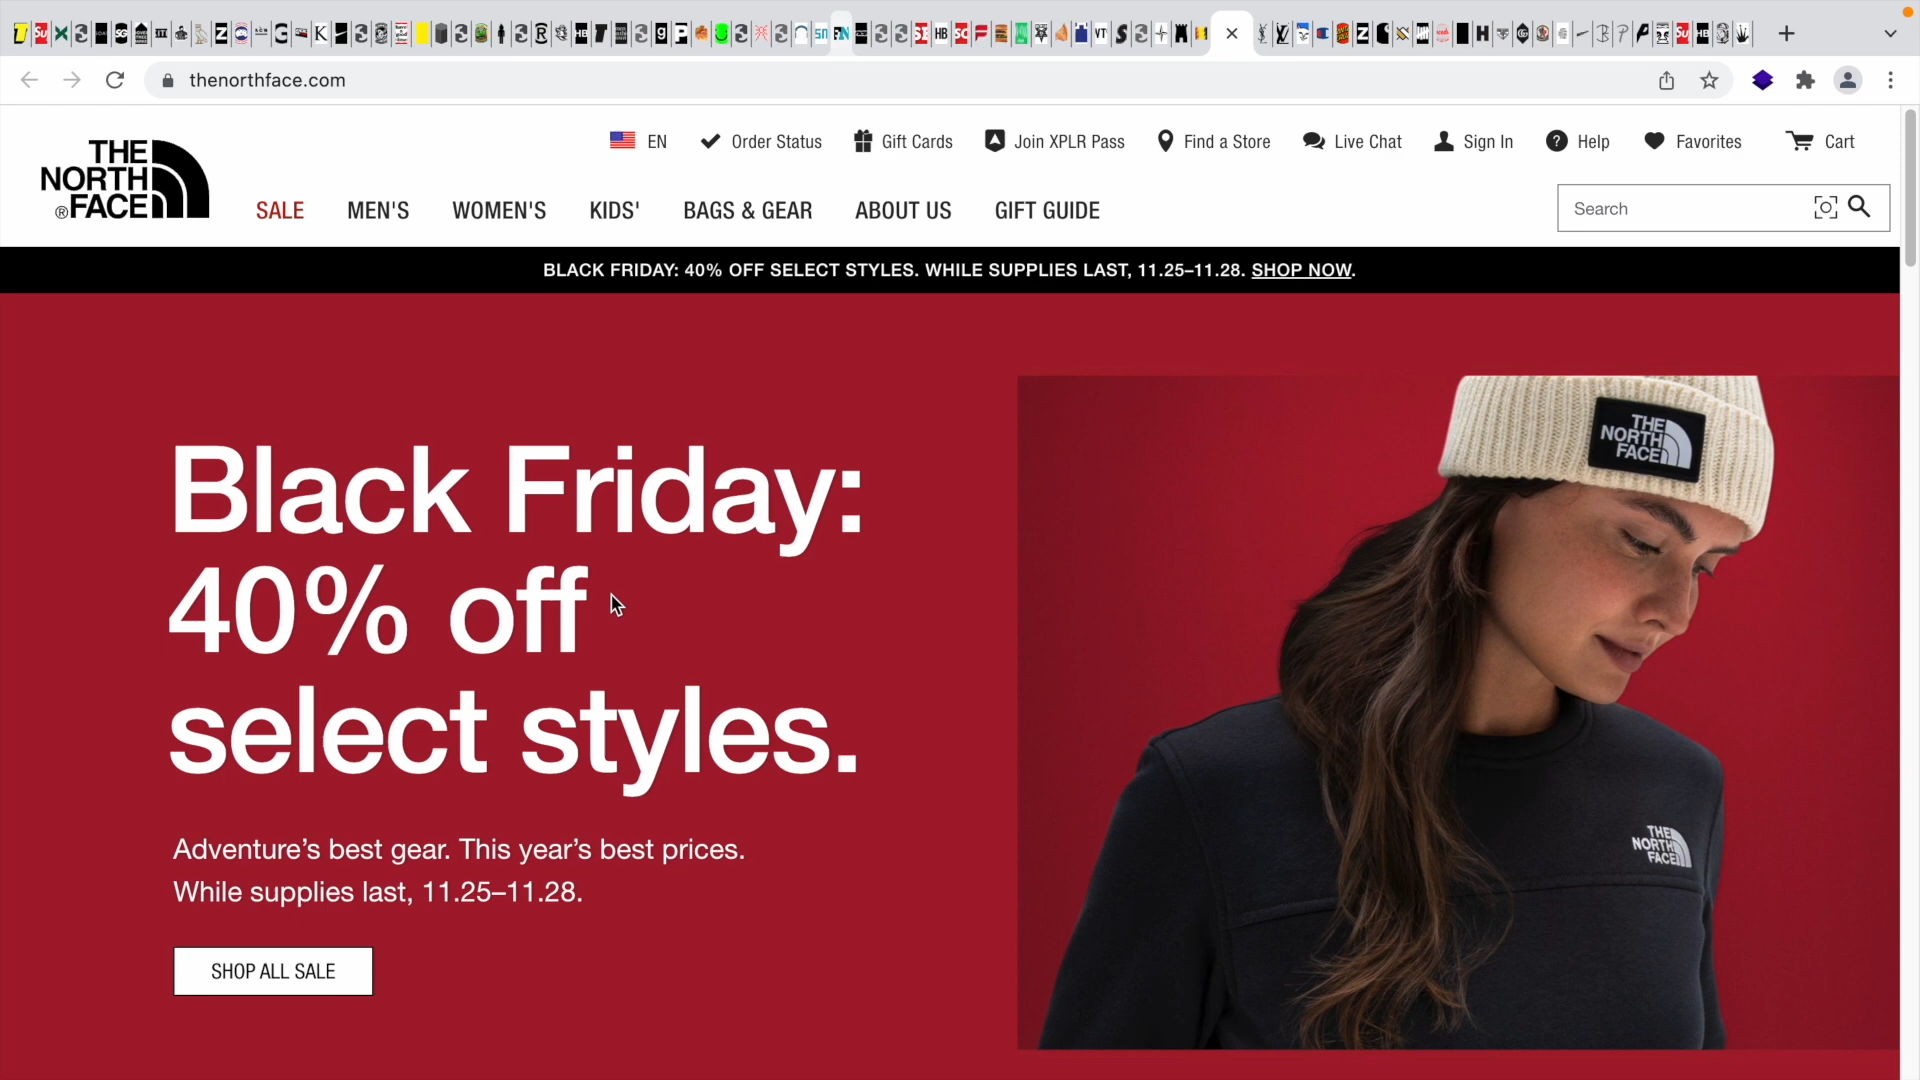 thenorthface.com
EN Order Status Gift Cards Join XPLR Pass Find a Store Live Chat Sign In ? Help Favorites Cart
THE
NORTH
®FACE
SALE MEN'S WOMEN'S KIDS' BAGS & GEAR ABOUT US GIFT GUIDE
Search
BLACK FRIDAY: 40% OFF SELECT STYLES. WHILE SUPPLIES LAST, 11.25–11.28. SHOP NOW.
Black Friday:
40% off
select styles.
Adventure’s best gear. This year’s best prices.
While supplies last, 11.25–11.28.
SHOP ALL SALE
THE
NORTH
FACE
THE
NORTH
FACE